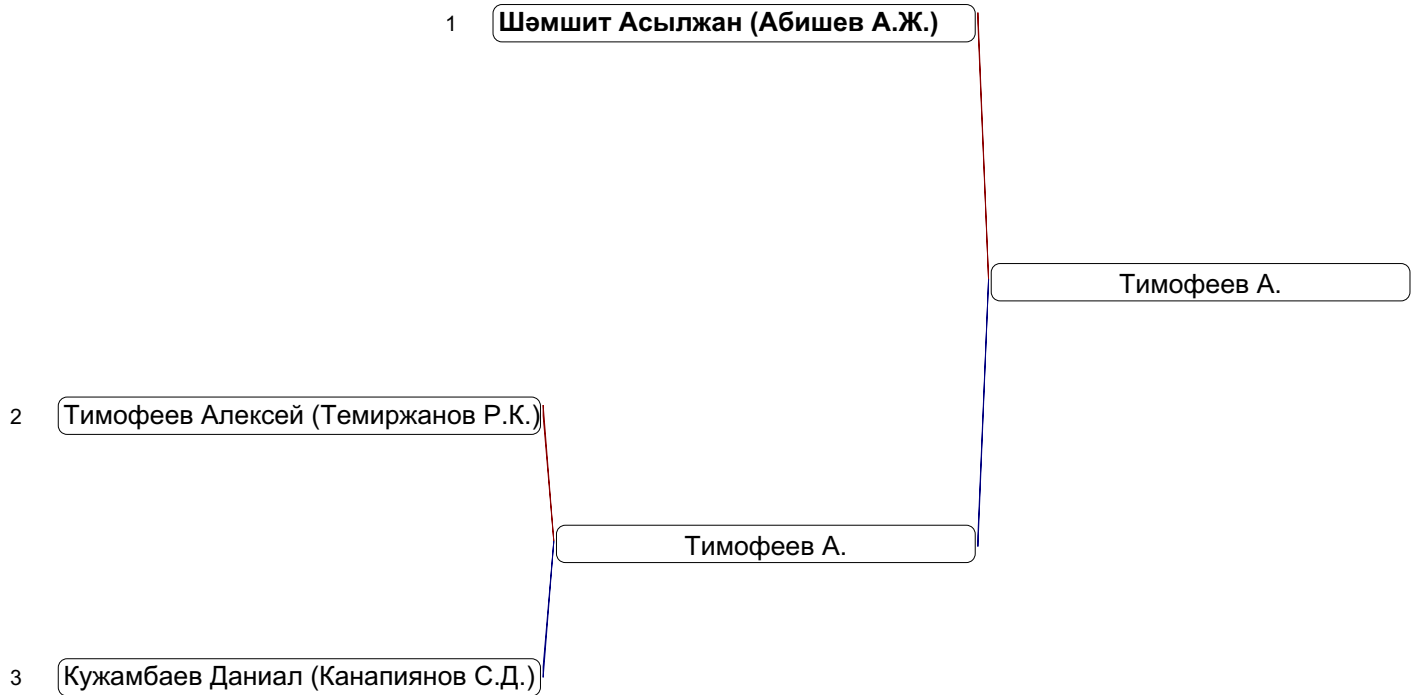 1 Шәмшит Асылжан (Абишев А.Ж.)
Тимофеев А.
2 Тимофеев Алексей (Темиржанов Р.К.)
Тимофеев А.
3 Кужамбаев Даниал (Канапиянов С.Д.)